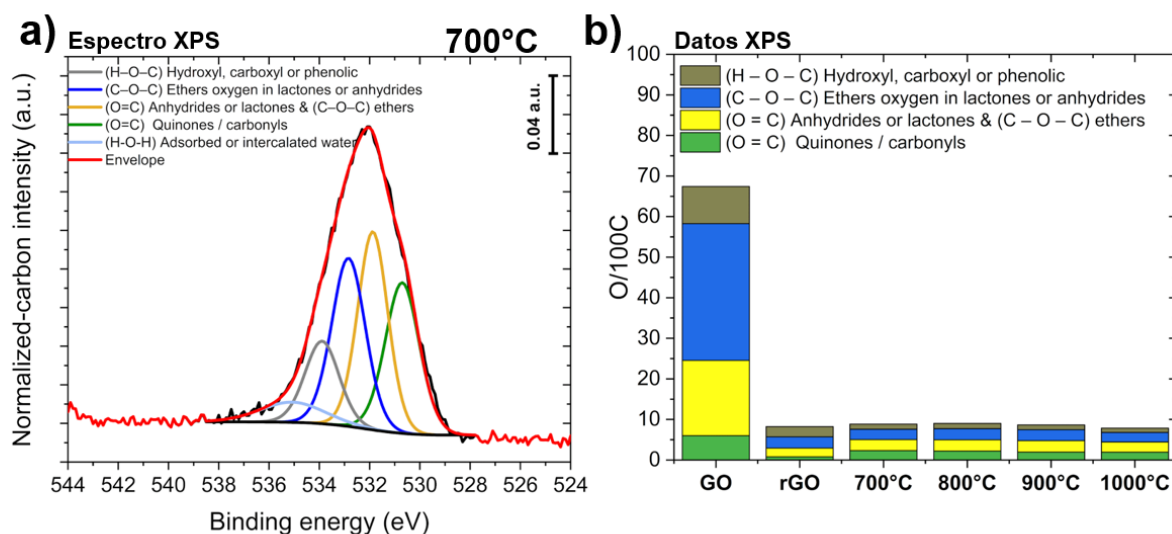 a) Espectro XPS 700°C
(H–O–C) Hydroxyl, carboxyl or phenolic
(C–O–C) Ethers oxygen in lactones or anhydrides
(O=C) Anhydrides or lactones & (C–O–C) ethers
(O=C) Quinones / carbonyls
(H-O-H) Adsorbed or intercalated water
Envelope
0.04 a.u.
Normalized-carbon intensity (a.u.)
544 542 540 538 536 534 532 530 528 526 524
Binding energy (eV)
b) Datos XPS
(H – O – C) Hydroxyl, carboxyl or phenolic
(C – O – C) Ethers oxygen in lactones or anhydrides
(O = C) Anhydrides or lactones & (C – O – C) ethers
(O = C) Quinones / carbonyls
O/100C
100
90
80
70
60
50
40
30
20
10
0
GO rGO 700°C 800°C 900°C 1000°C